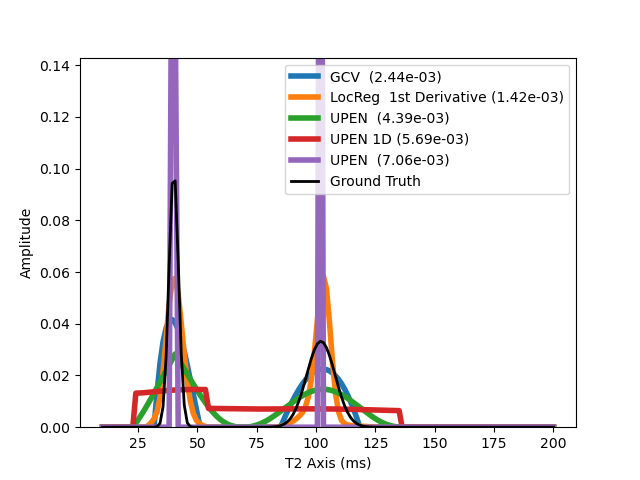 0.14
0.12
0.10
0.08
0.06
0.04
0.02
0.00
Amplitude
GCV  (2.44e-03)
LocReg  1st Derivative (1.42e-03)
UPEN  (4.39e-03)
UPEN 1D (5.69e-03)
UPEN  (7.06e-03)
Ground Truth
25 50 75 100 125 150 175 200
T2 Axis (ms)